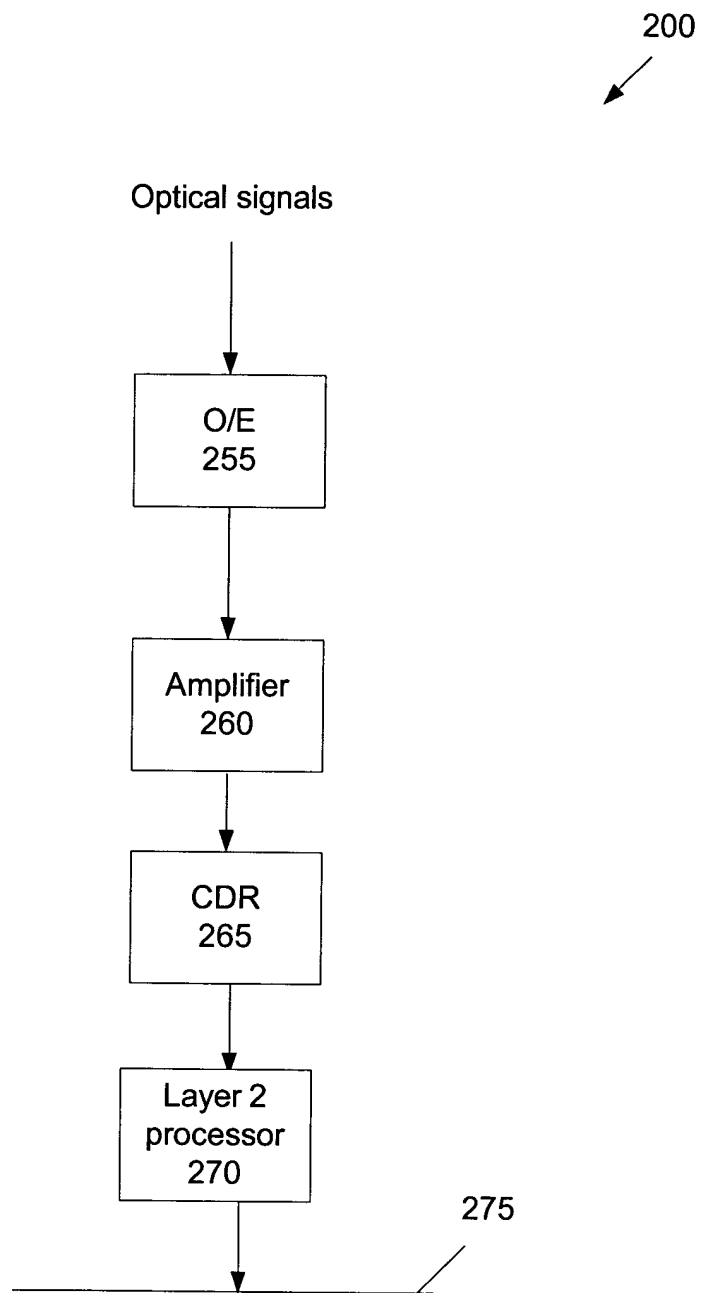 200
Optical signals
O/E
255
Amplifier
260
CDR
265
Layer 2
processor
270
275